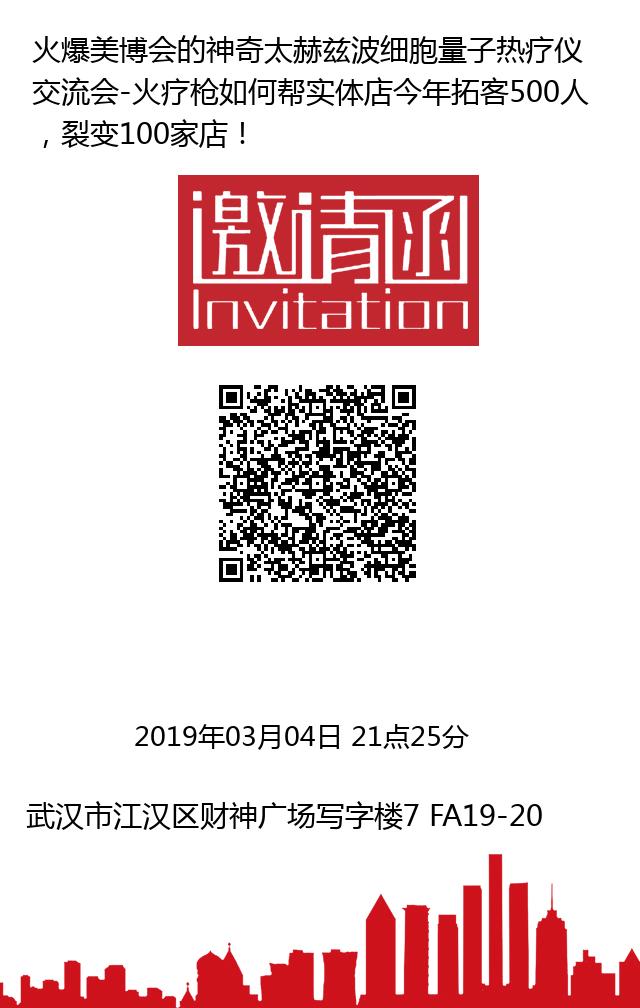 火爆美博会的神奇太赫兹波细胞量子热疗仪
交流会-火疗枪如何帮实体店今年拓客500人
，裂变100家店！
邀请函
Invitation
2019年03月04日 21点25分
武汉市江汉区财神广场写字楼7 FA19-20